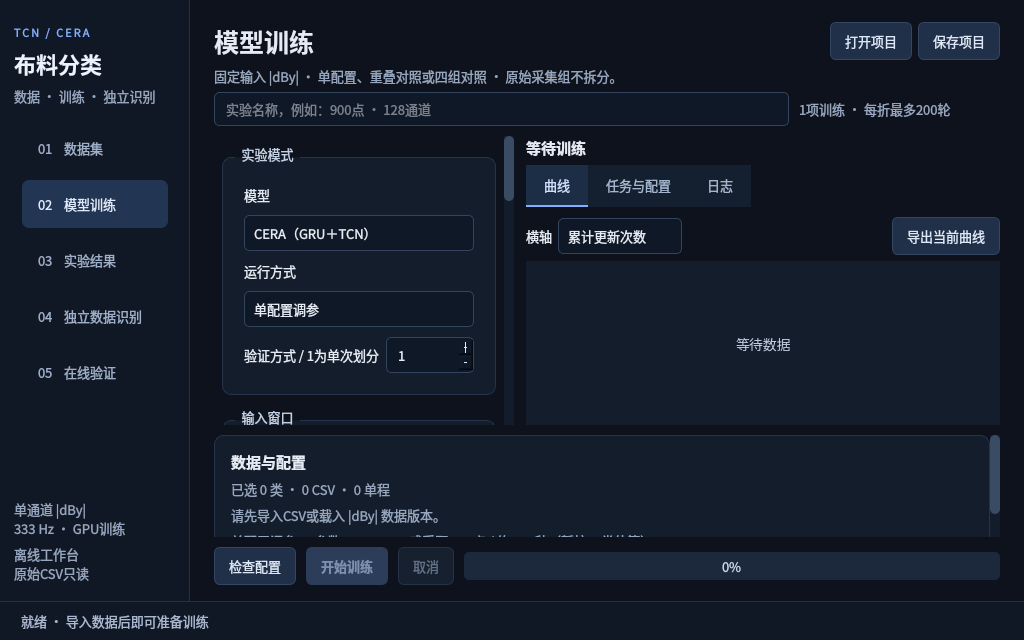 TCN / CERA
布料分类
数据 · 训练 · 独立识别
01 数据集
02 模型训练
03 实验结果
04 独立数据识别
05 在线验证
单通道 |dBy|
333 Hz · GPU训练
离线工作台
原始CSV只读
模型训练
打开项目
保存项目
固定输入 |dBy| · 单配置、重叠对照或四组对照 · 原始采集组不拆分。
实验名称，例如：900点 · 128通道
1项训练 · 每折最多200轮
实验模式
模型
CERA（GRU＋TCN）
运行方式
单配置调参
验证方式 / 1为单次划分
1
+
-
输入窗口
等待训练
曲线
任务与配置
日志
横轴
累计更新次数
导出当前曲线
等待数据
数据与配置
已选 0 类 · 0 CSV · 0 单程
请先导入CSV或载入 |dBy| 数据版本。
检查配置
开始训练
取消
0%
就绪 · 导入数据后即可准备训练